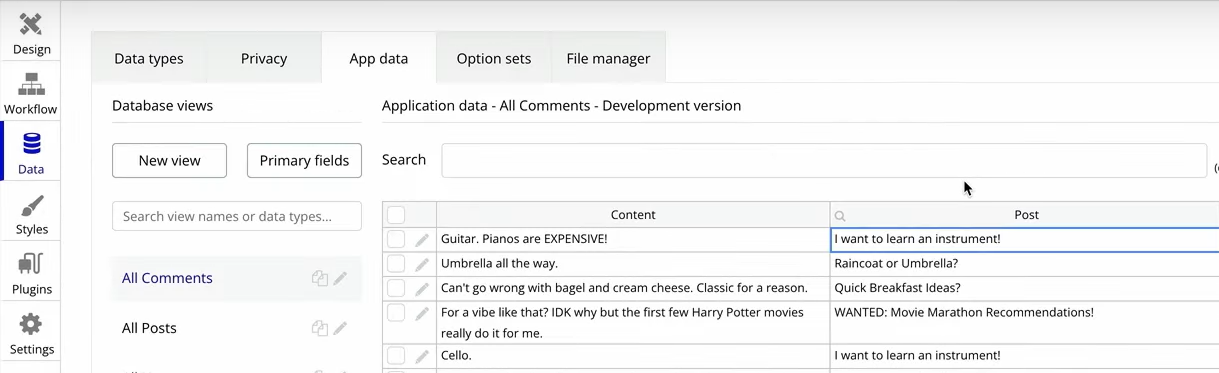 Design
Workflow
Data
Styles
Plugins
Settings
Data types
Privacy
App data
Option sets
File manager
Database views
New view
Primary fields
Search view names or data types...
All Comments
All Posts
Application data - All Comments - Development version
Search
Content
Post
Guitar. Pianos are EXPENSIVE!
I want to learn an instrument!
Umbrella all the way.
Raincoat or Umbrella?
Can't go wrong with bagel and cream cheese. Classic for a reason.
Quick Breakfast Ideas?
For a vibe like that? IDK why but the first few Harry Potter movies
really do it for me.
WANTED: Movie Marathon Recommendations!
Cello.
I want to learn an instrument!